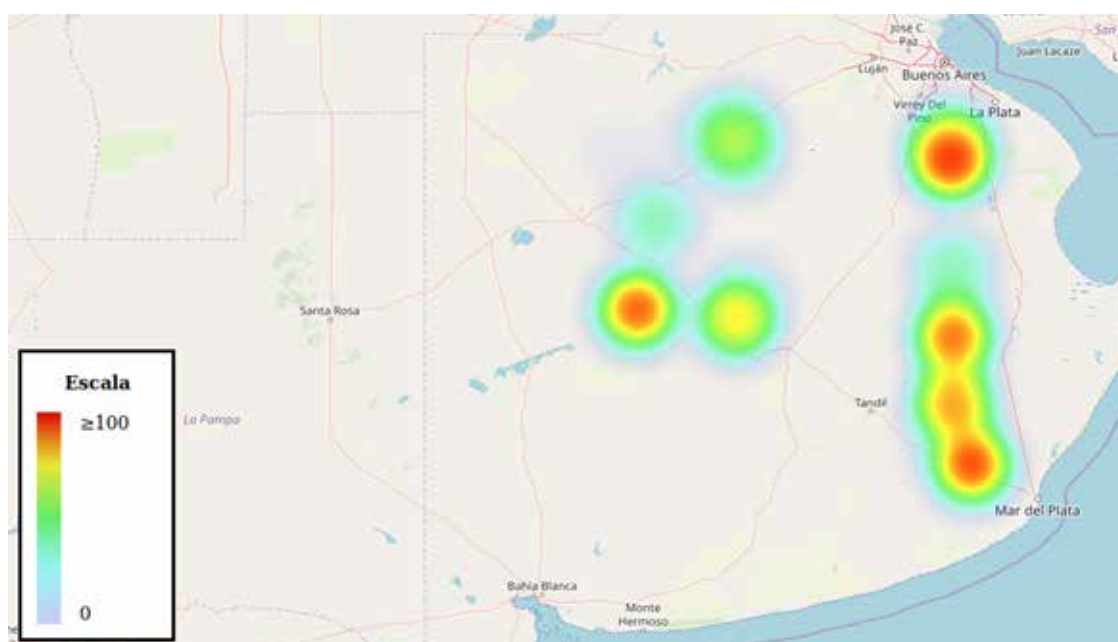 José C.
Paz
San
Juan Lacaze
Luján
Buenos Aires
Virrey Del
Pino
La Plata
Santa Rosa
Escala
≥100
La Pampa
Tandil
0
Mar del Plata
Bahía Blanca
Monte
Hermoso